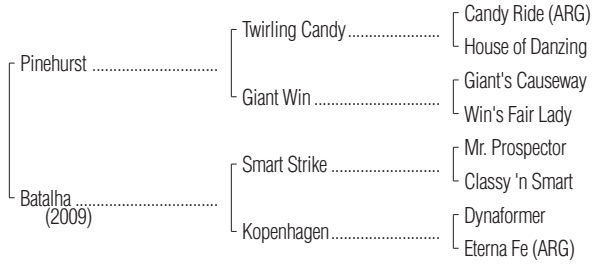 Candy Ride (ARG)
Twirling Candy
House of Danzing
Pinehurst
Giant's Causeway
Giant Win
Win's Fair Lady
Mr. Prospector
Smart Strike
Classy 'n Smart
Batalha
(2009)
Dynaformer
Kopenhagen
Eterna Fe (ARG)